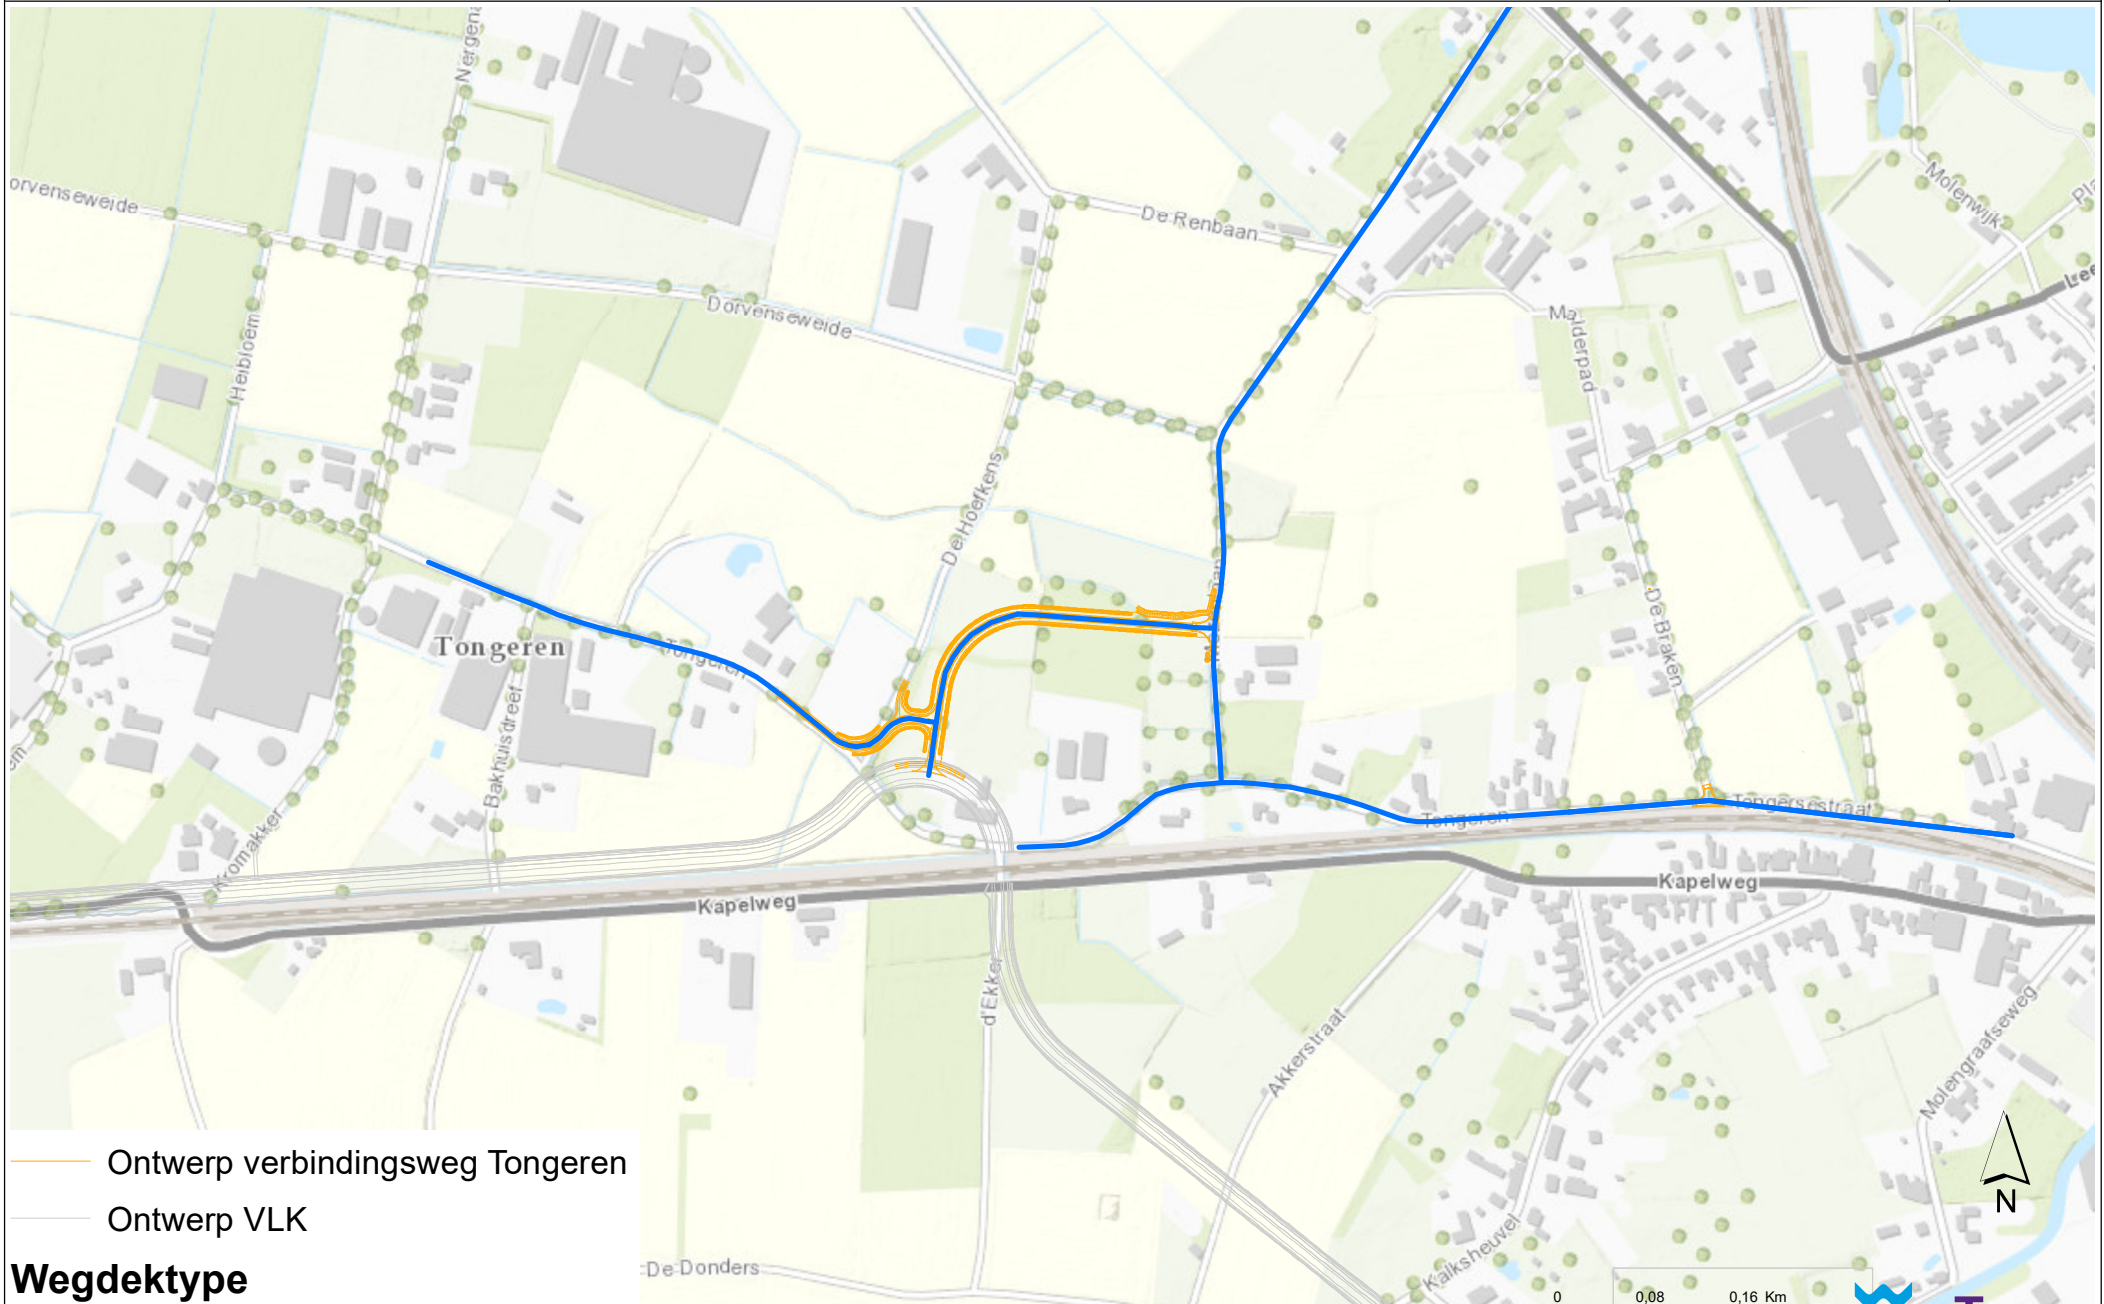 Nergena
Molenwijk
De Renbaan
orvenseweide
Dorvenseweide
Malderpad
Heibloem
De Hoefkens
De Braken
Tongeren
Tongeren
Bakhuisdreef
Tongersestraat
Tongeren
Kromakker
Kapelweg
Kapelweg
d'Ekker
Akkerstraat
Molengraafseweg
Kalksheuvel
De Donders
N
Ontwerp verbindingsweg Tongeren
Ontwerp VLK
Wegdektype
0 0,08 0,16 Km